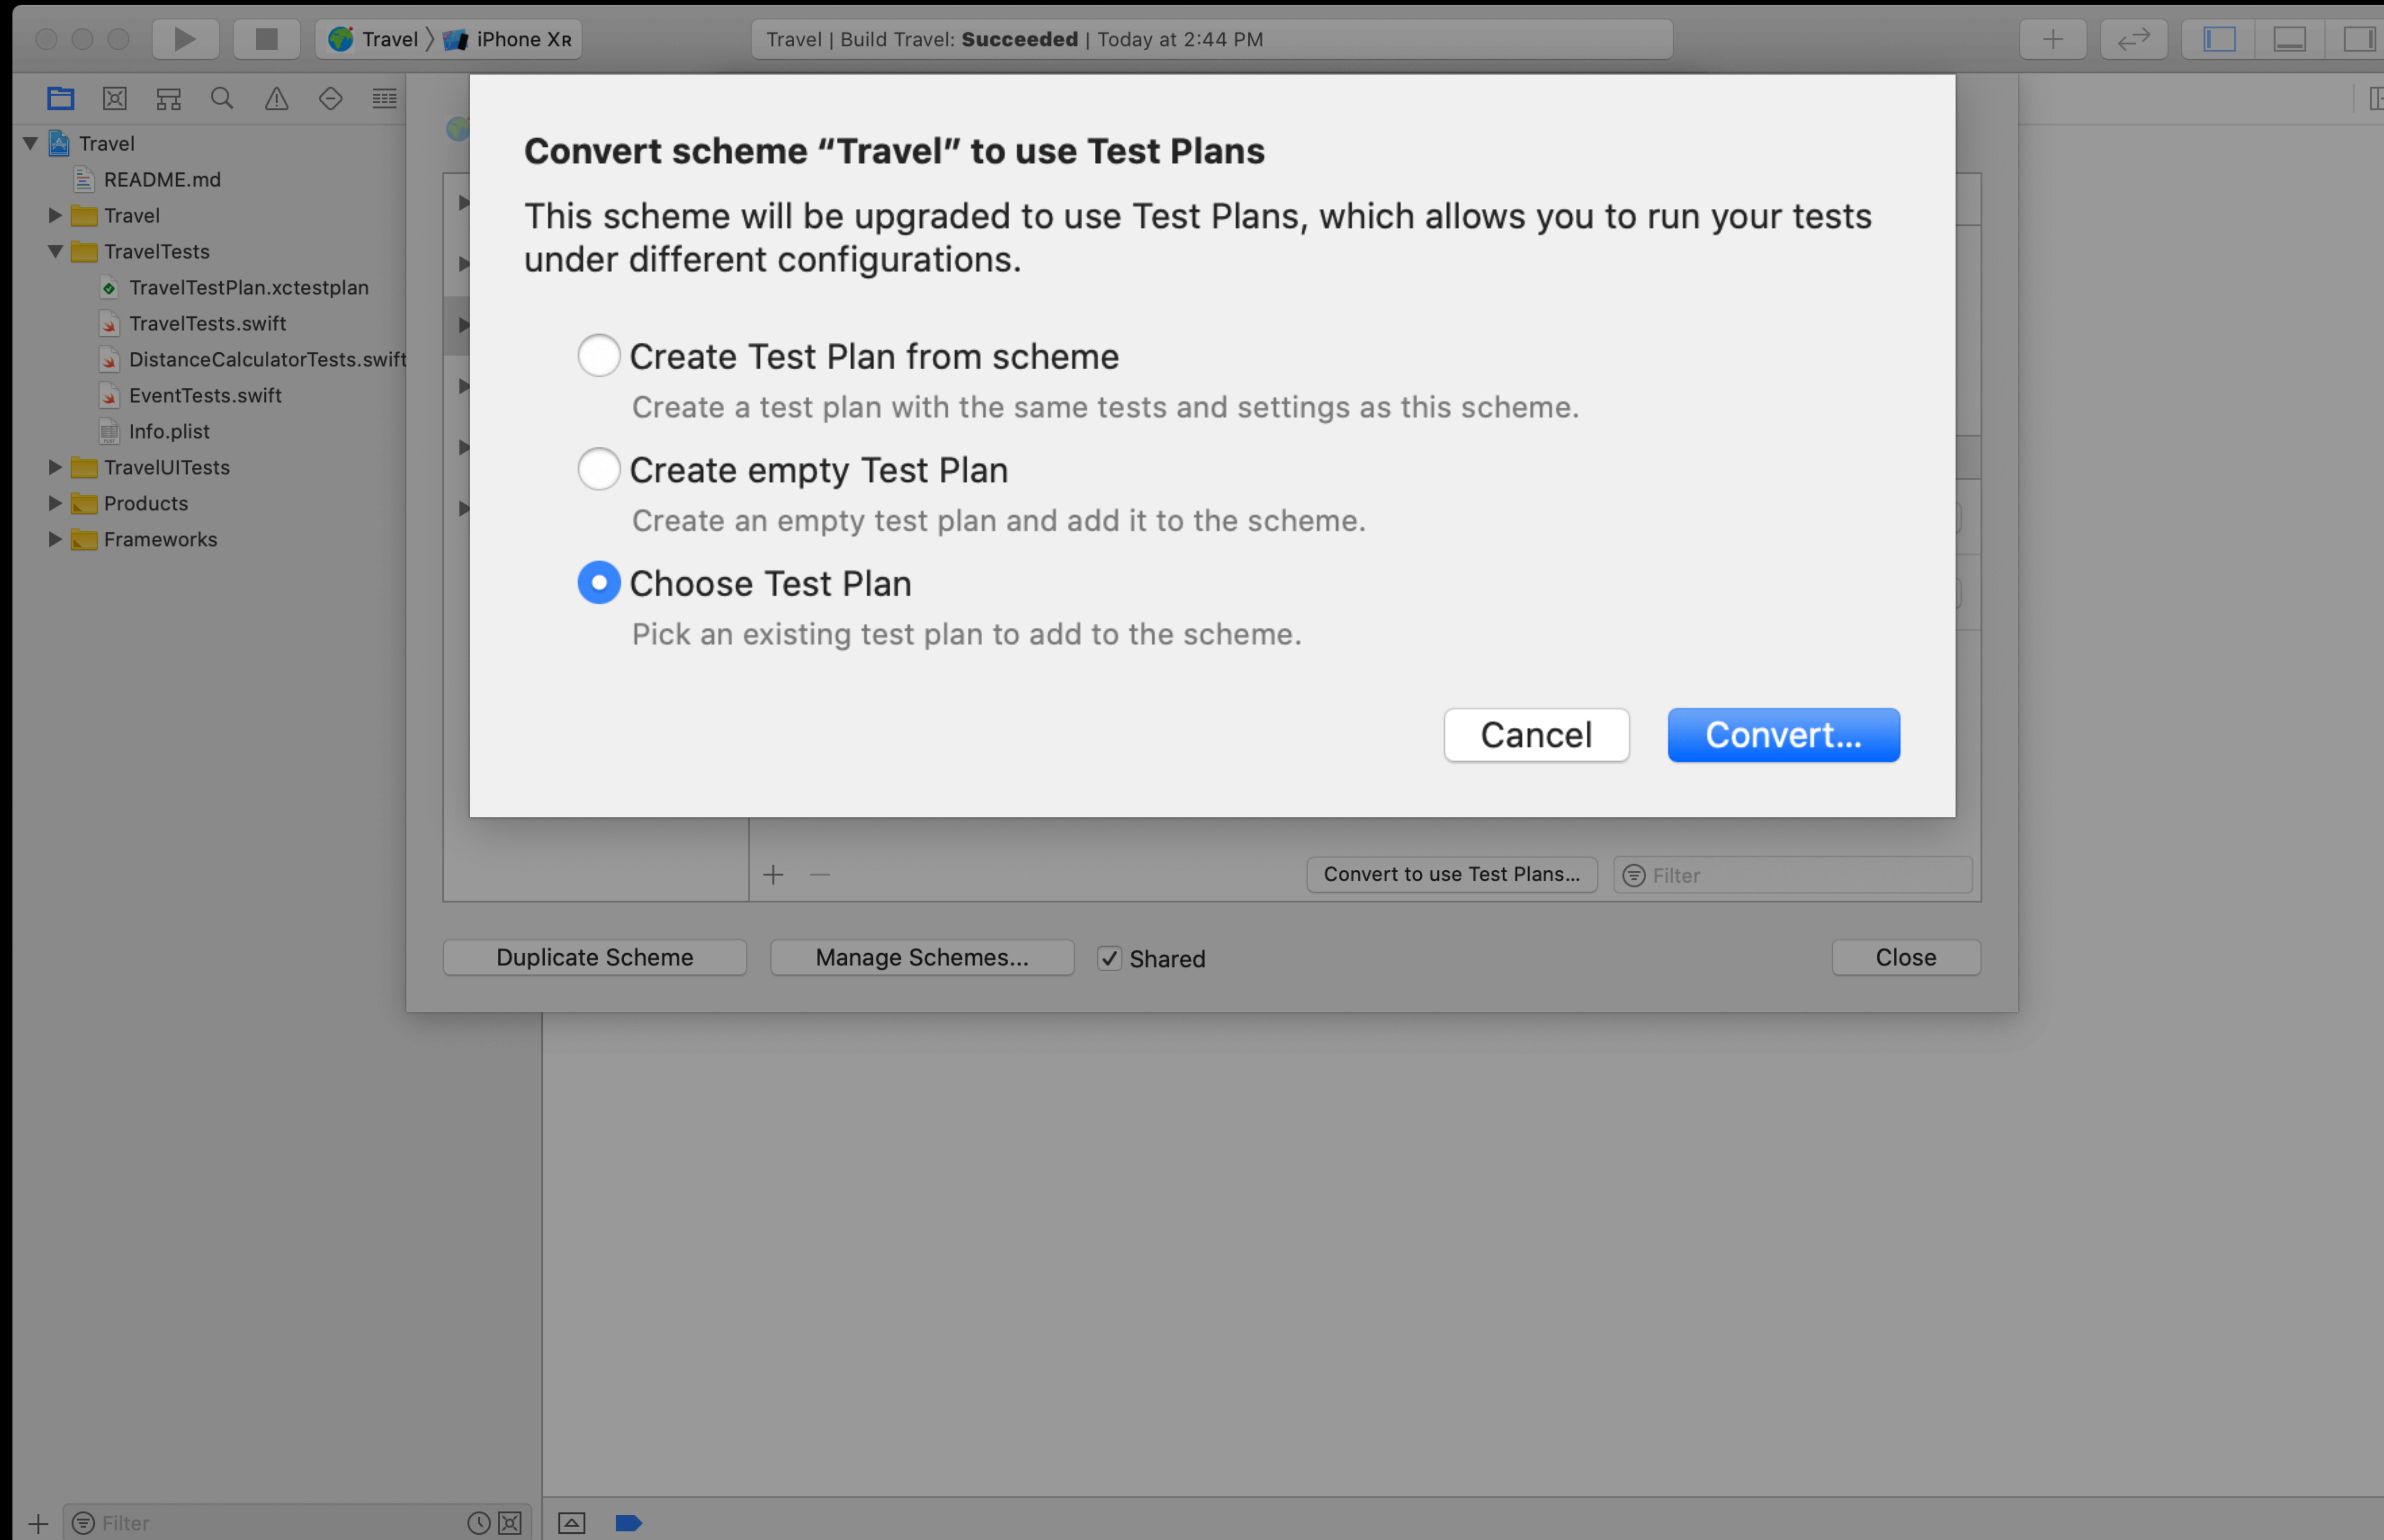 Travel 〉 iPhone XR
Travel | Build Travel: Succeeded | Today at 2:44 PM
Travel
README.md
Travel
TravelTests
TravelTestPlan.xctestplan
TravelTests.swift
DistanceCalculatorTests.swift
EventTests.swift
Info.plist
TravelUITests
Products
Frameworks
Convert scheme “Travel” to use Test Plans
This scheme will be upgraded to use Test Plans, which allows you to run your tests
under different configurations.
Create Test Plan from scheme
Create a test plan with the same tests and settings as this scheme.
Create empty Test Plan
Create an empty test plan and add it to the scheme.
Choose Test Plan
Pick an existing test plan to add to the scheme.
Cancel
Convert...
Convert to use Test Plans...
Filter
Duplicate Scheme
Manage Schemes...
Shared
Close
Filter